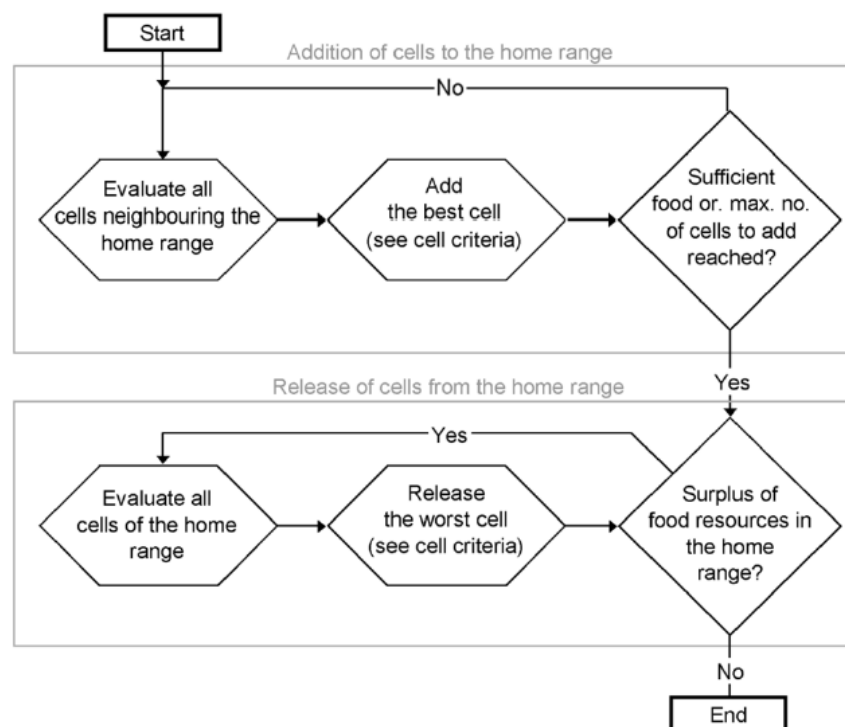 Start
Addition of cells to the home range
No
Evaluate all
cells neighbouring the
home range
Add
the best cell
(see cell criteria)
Sufficient
food or. max. no.
of cells to add
reached?
Yes
Release of cells from the home range
Yes
Evaluate all
cells of the home
range
Release
the worst cell
(see cell criteria)
Surplus of
food resources in
the home
range?
No
End